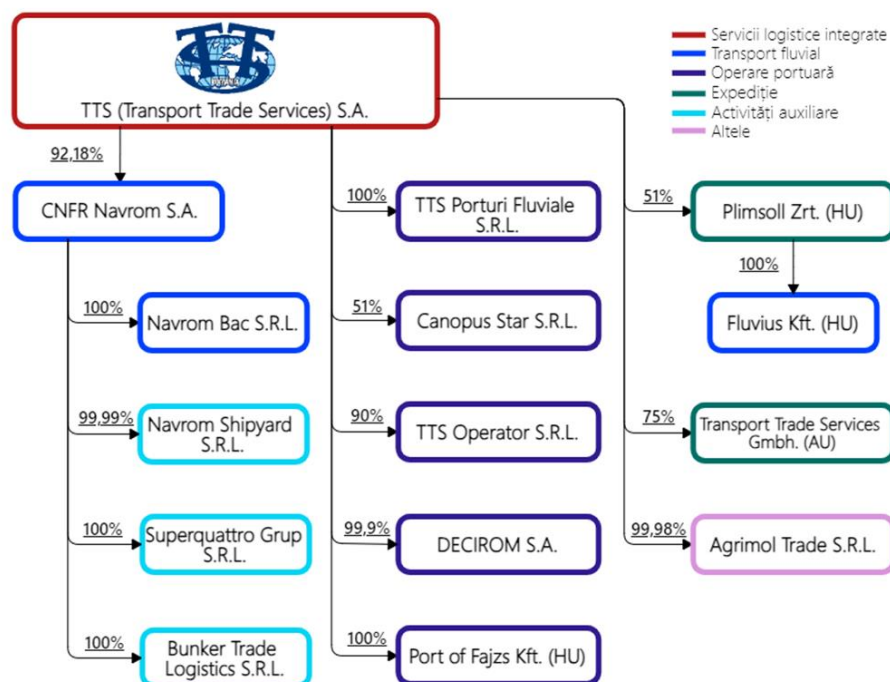 Servicii logistice integrate
Transport fluvial
Operare portuară
Expediție
Activități auxiliare
Altele
TTS
TTS (Transport Trade Services) S.A.
92,18%
CNFR Navrom S.A.
100%
Navrom Bac S.R.L.
99,99%
Navrom Shipyard
S.R.L.
100%
Superquattro Grup
S.R.L.
100%
Bunker Trade
Logistics S.R.L.
100%
TTS Porturi Fluviale
S.R.L.
51%
Canopus Star S.R.L.
90%
TTS Operator S.R.L.
99,9%
DECIROM S.A.
100%
Port of Fajzs Kft. (HU)
51%
Plimsoll Zrt. (HU)
100%
Fluvius Kft. (HU)
75%
Transport Trade Services
Gmbh. (AU)
99,98%
Agrimol Trade S.R.L.